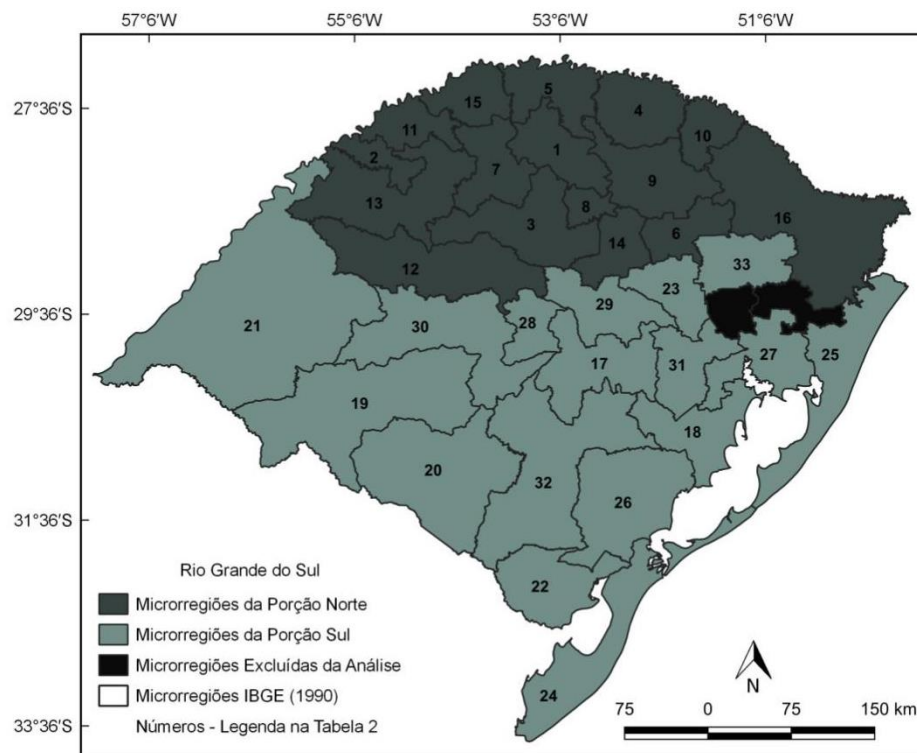 57°6'W 55°6'W 53°6'W 51°6'W
27°36'S
29°36'S
31°36'S
33°36'S
5
15
4
11
10
1
2
7
9
13
8
16
3
6
14
12
33
23
29
21
30
28
25
27
17
31
19
18
20
32
26
22
24
Rio Grande do Sul
Microrregiões da Porção Norte
Microrregiões da Porção Sul
Microrregiões Excluídas da Análise
Microrregiões IBGE (1990)
Números - Legenda na Tabela 2
N
75 0 75 150 km